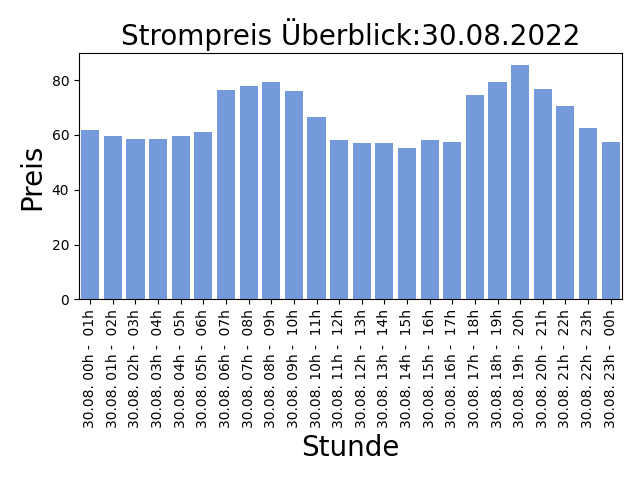 Strompreis Überblick:30.08.2022
Preis
80
60
40
20
0
30.08. 00h - 01h
30.08. 01h - 02h
30.08. 02h - 03h
30.08. 03h - 04h
30.08. 04h - 05h
30.08. 05h - 06h
30.08. 06h - 07h
30.08. 07h - 08h
30.08. 08h - 09h
30.08. 09h - 10h
30.08. 10h - 11h
30.08. 11h - 12h
30.08. 12h - 13h
30.08. 13h - 14h
30.08. 14h - 15h
30.08. 15h - 16h
30.08. 16h - 17h
30.08. 17h - 18h
30.08. 18h - 19h
30.08. 19h - 20h
30.08. 20h - 21h
30.08. 21h - 22h
30.08. 22h - 23h
30.08. 23h - 00h
Stunde